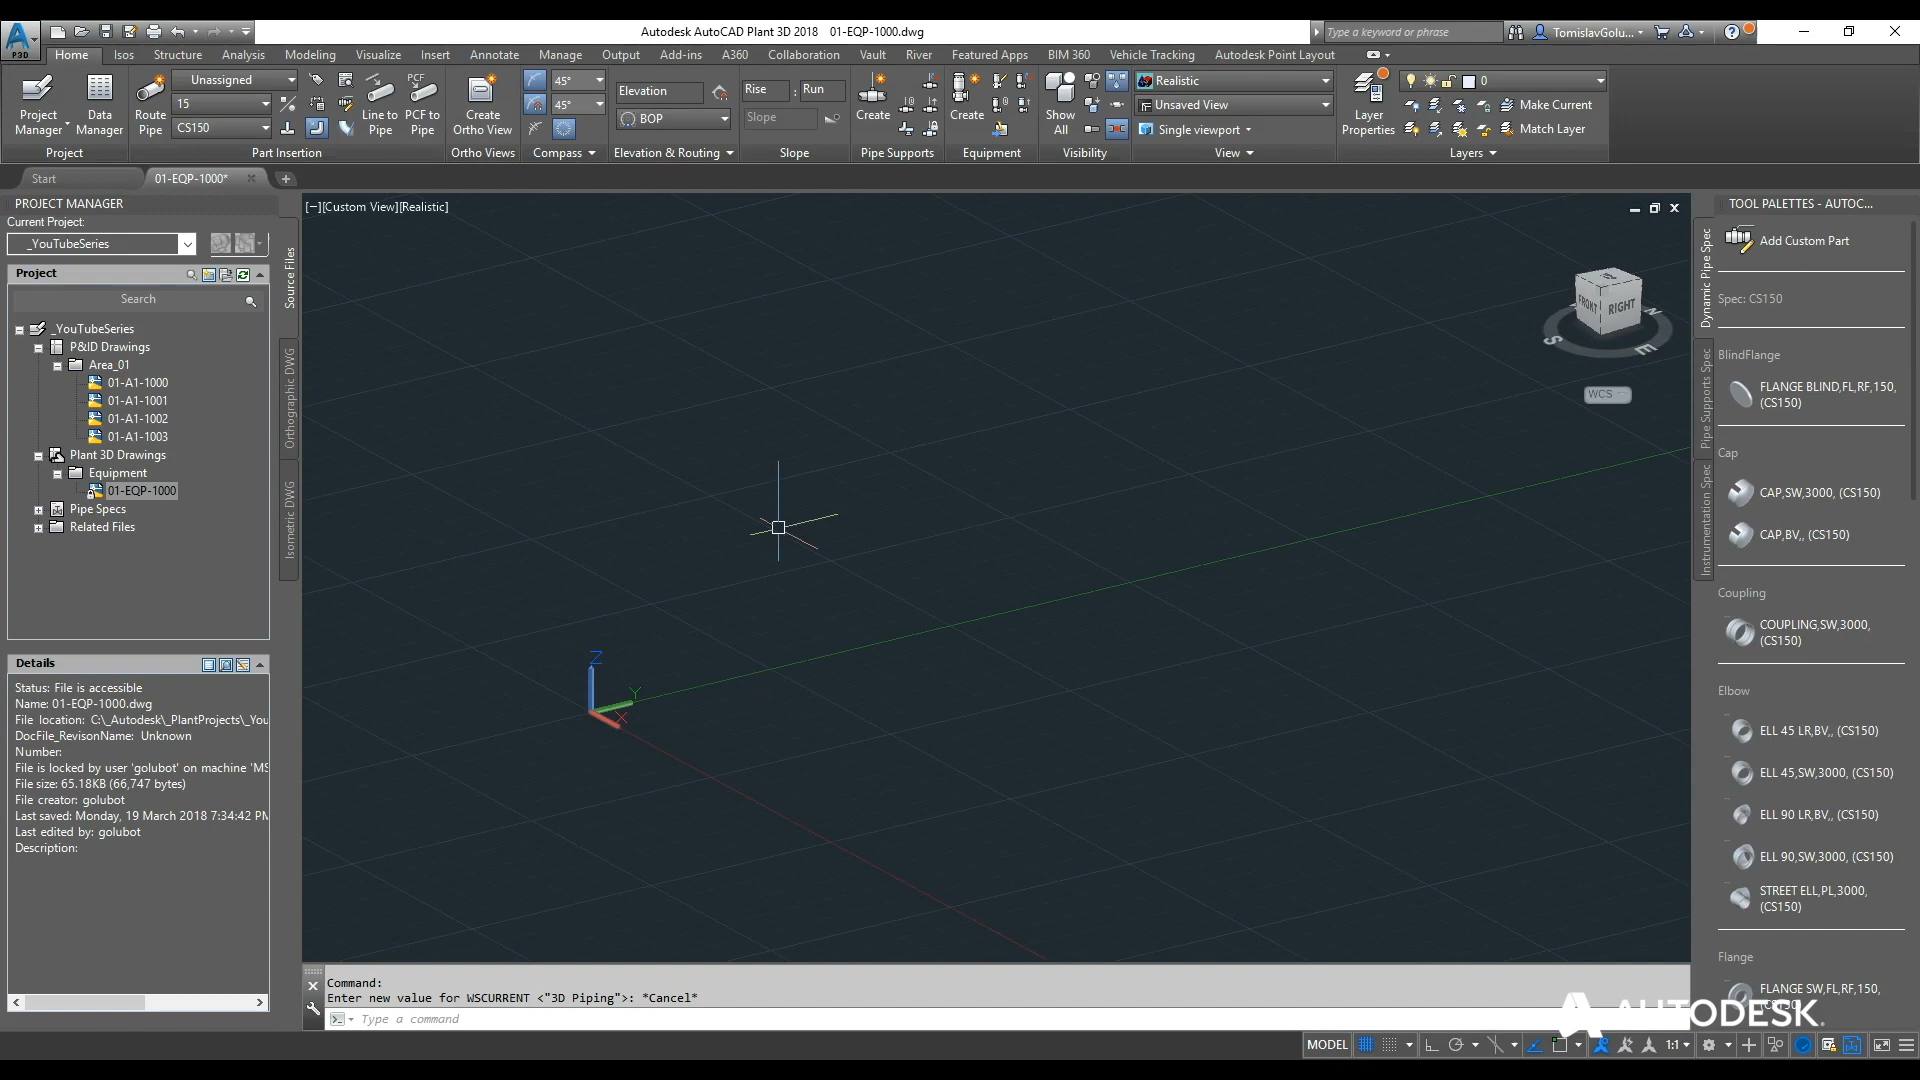 Autodesk AutoCAD Plant 3D 2018 01-EQP-1000.dwg
Type a keyword or phrase
TomislavGolu...
P3D
Home Isos Structure Analysis Modeling Visualize Insert Annotate Manage Output Add-ins A360 Collaboration Vault River Featured Apps BIM 360 Vehicle Tracking Autodesk Point Layout
Project Manager
Data Manager
Project
Route Pipe
Unassigned
15
CS150
Line to Pipe
PCF
PCF to Pipe
Part Insertion
Create Ortho View
Ortho Views
45°
45°
Compass
Elevation
BOP
Elevation & Routing
Rise : Run
Slope
Slope
Create
Pipe Supports
Create
Equipment
Show All
Visibility
Realistic
Unsaved View
Single viewport
View
Layer Properties
0
Make Current
Match Layer
Layers
Start
01-EQP-1000*
PROJECT MANAGER
Current Project:
_YouTubeSeries
Project
Search
_YouTubeSeries
P&ID Drawings
Area_01
01-A1-1000
01-A1-1001
01-A1-1002
01-A1-1003
Plant 3D Drawings
Equipment
01-EQP-1000
Pipe Specs
Related Files
Source Files
Orthographic DWG
Isometric DWG
Details
Status: File is accessible
Name: 01-EQP-1000.dwg
File location: C:\_Autodesk\_PlantProjects\_You
DocFile_RevisonName: Unknown
Number:
File is locked by user 'golubot' on machine 'MS
File size: 65.18KB (66,747 bytes)
File creator: golubot
Last saved: Monday, 19 March 2018 7:34:42 PM
Last edited by: golubot
Description:
[−][Custom View][Realistic]
FRONT
RIGHT
S
E
N
WCS
Z
Y
X
Command:
Enter new value for WSCURRENT <"3D Piping">: *Cancel*
Type a command
TOOL PALETTES - AUTOC...
Dynamic Pipe Spec
Pipe Supports Spec
Instrumentation Spec
Add Custom Part
Spec: CS150
BlindFlange
FLANGE BLIND,FL,RF,150,
(CS150)
Cap
CAP,SW,3000, (CS150)
CAP,BV,, (CS150)
Coupling
COUPLING,SW,3000,
(CS150)
Elbow
ELL 45 LR,BV,, (CS150)
ELL 45,SW,3000, (CS150)
ELL 90 LR,BV,, (CS150)
ELL 90,SW,3000, (CS150)
STREET ELL,PL,3000,
(CS150)
Flange
FLANGE SW,FL,RF,150,
AUTODESK.
MODEL
1:1